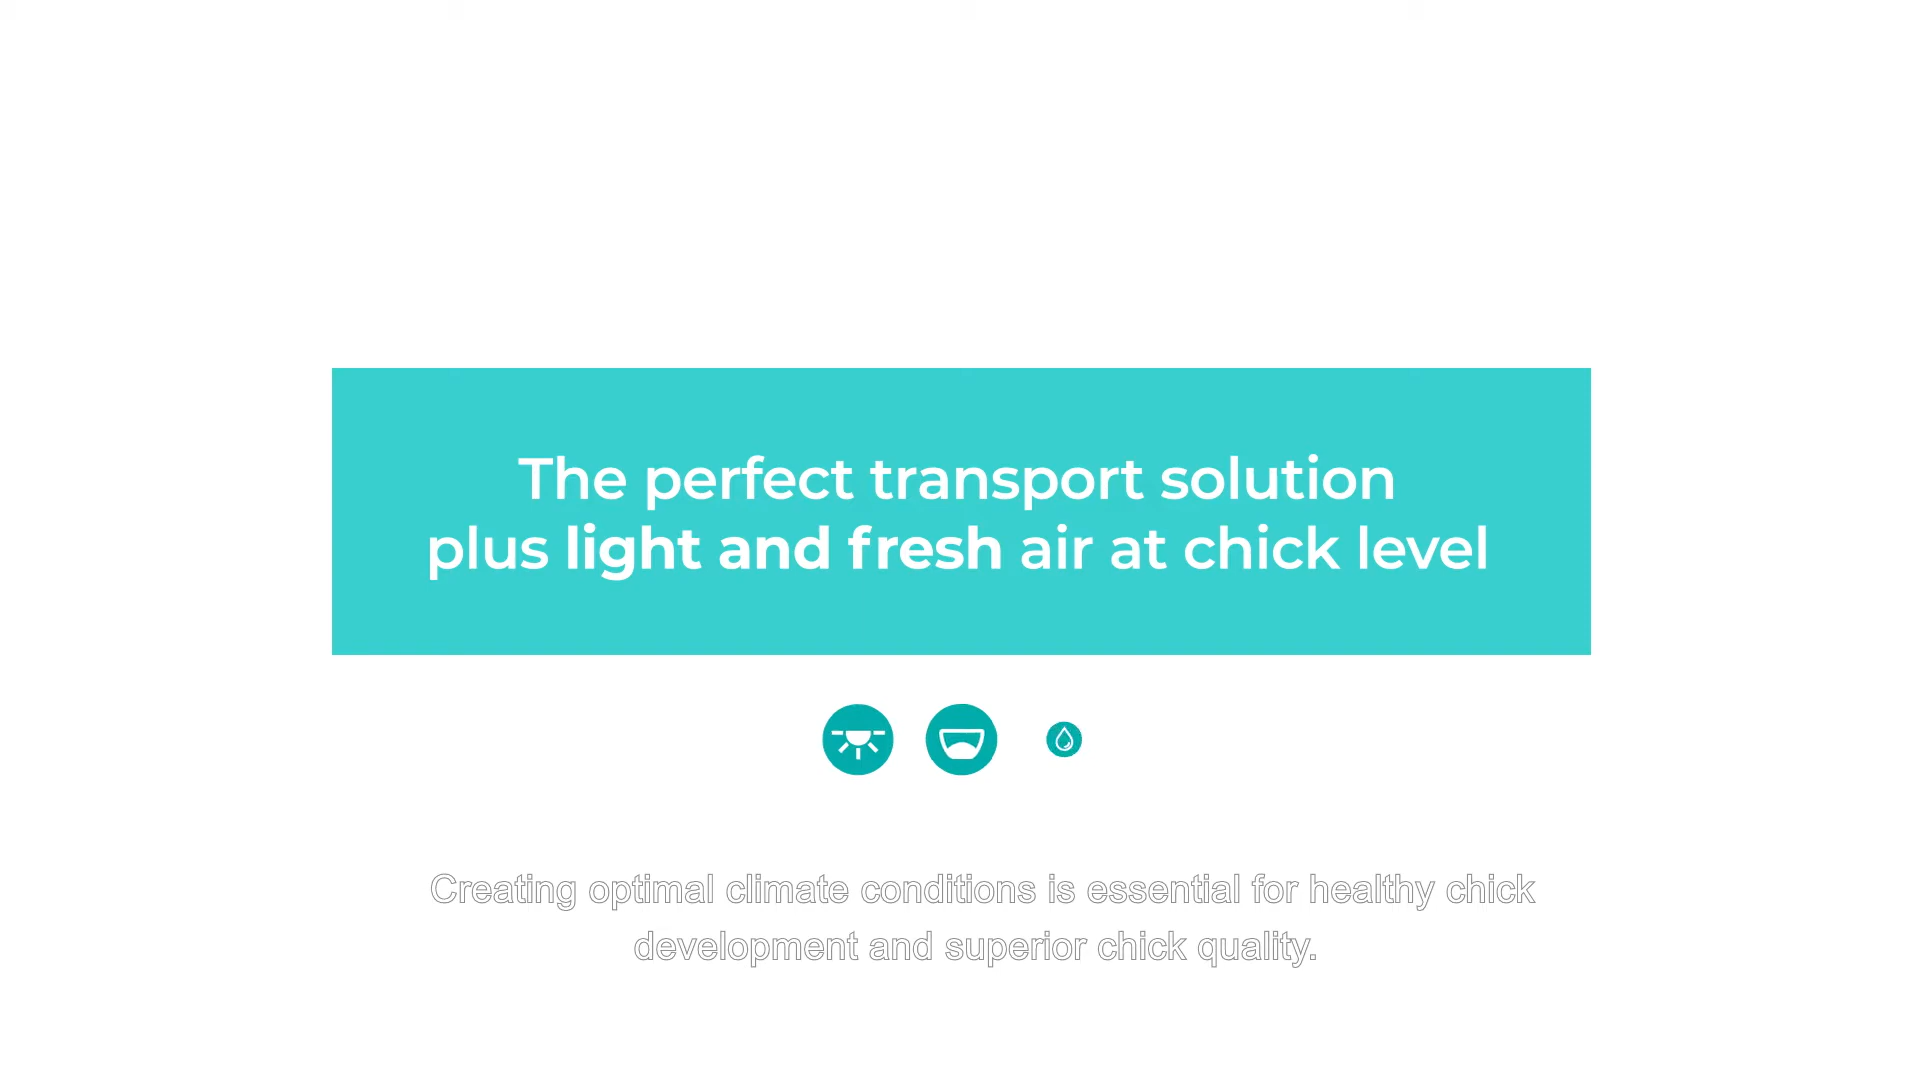 The perfect transport solution
plus light and fresh air at chick level
Creating optimal climate conditions is essential for healthy chick
development and superior chick quality.